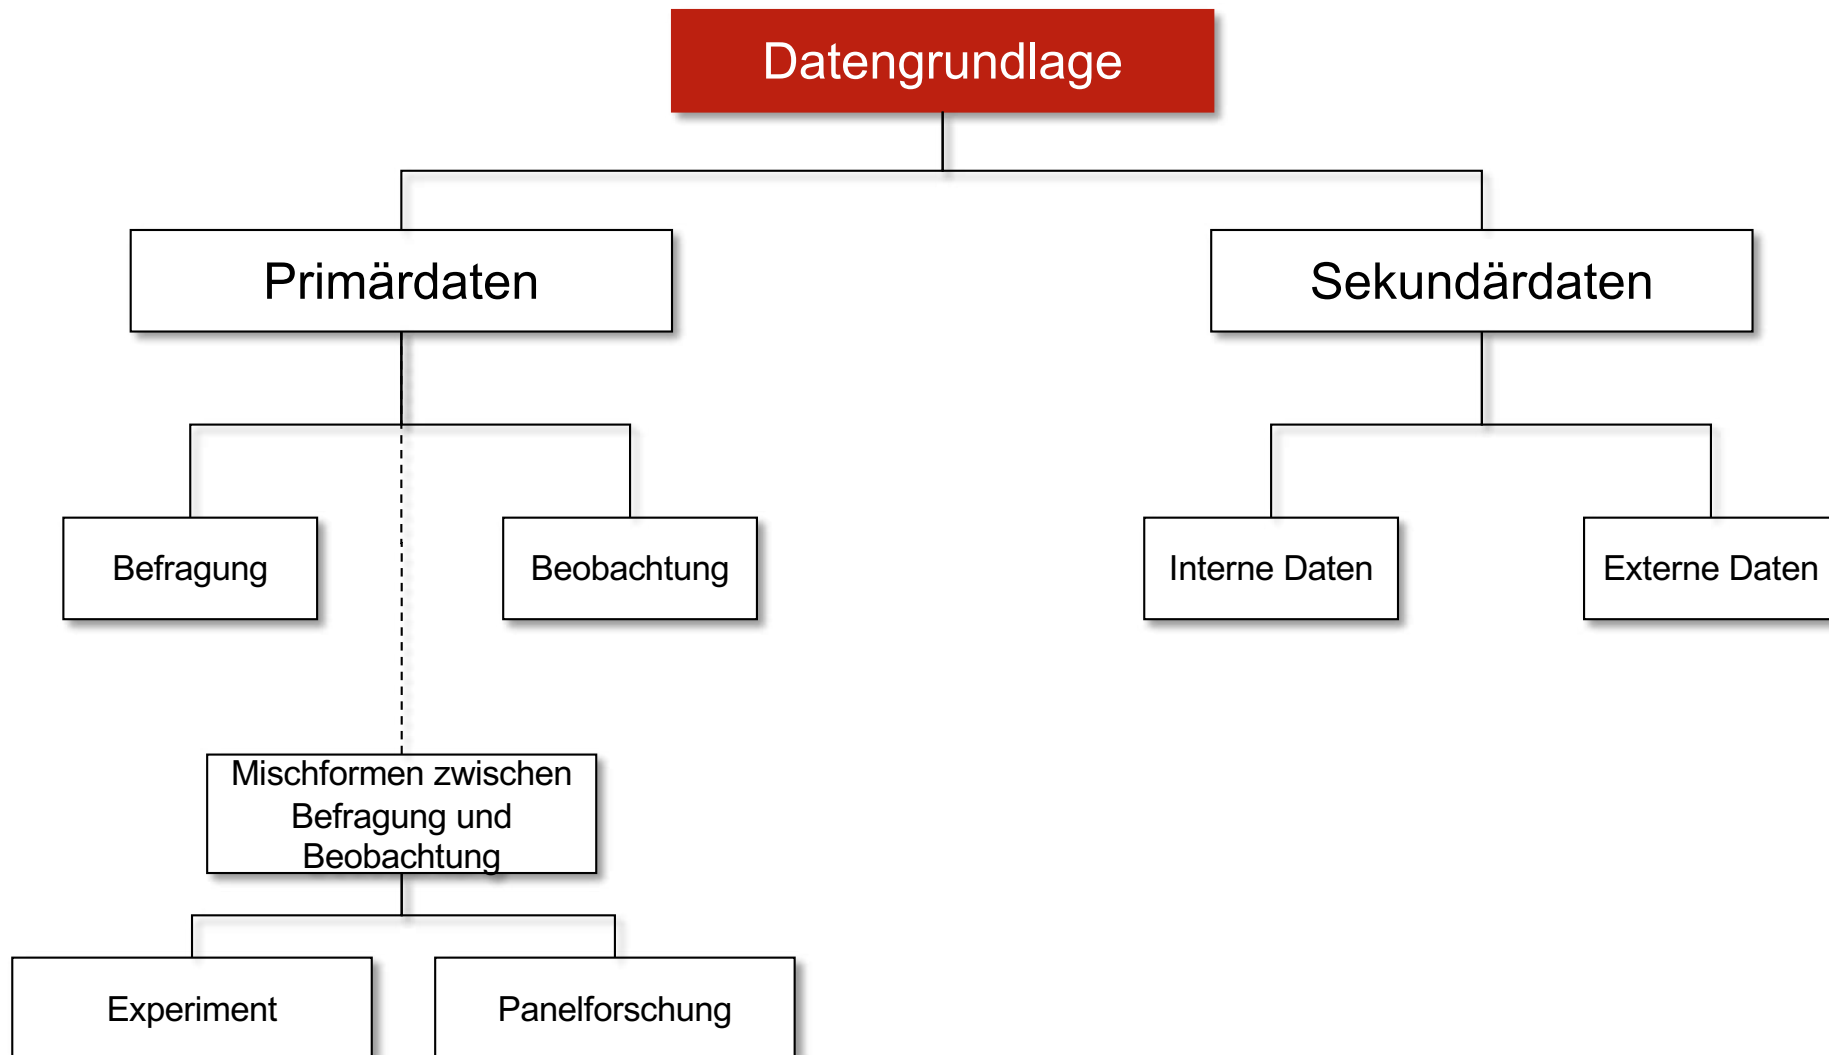 Datengrundlage
Primärdaten
Sekundärdaten
Befragung
Beobachtung
Interne Daten
Externe Daten
Mischformen zwischen
Befragung und
Beobachtung
Experiment
Panelforschung